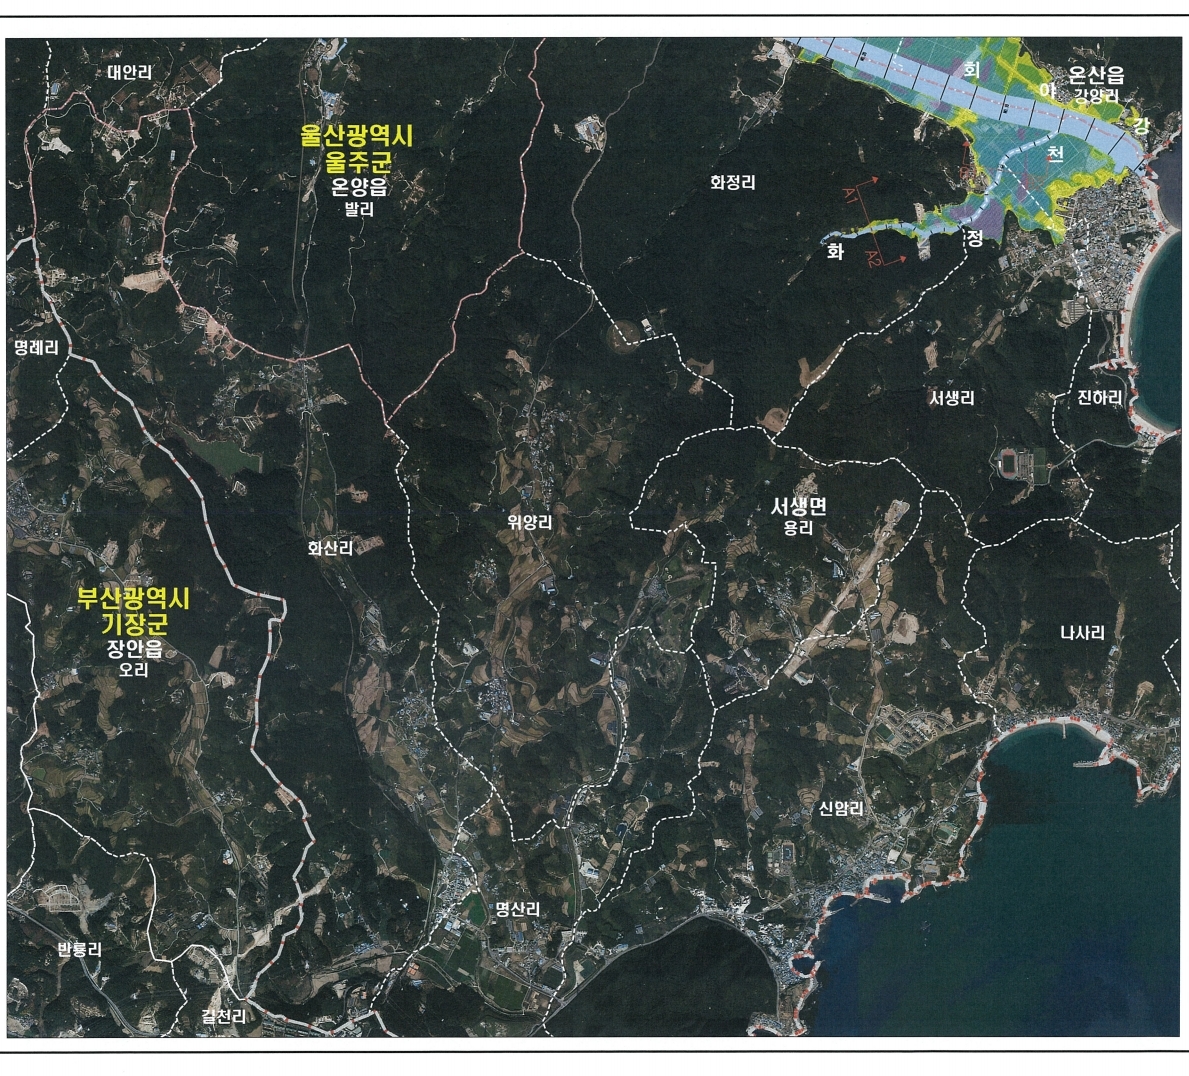 대안리
회
야
강
온산읍
강양리
울산광역시
울주군
온양읍
발리
화정리
천
A1
A2
화
정
명례리
서생리
진하리
서생면
용리
위양리
화산리
부산광역시
기장군
장안읍
오리
나사리
신암리
명산리
반룡리
길천리